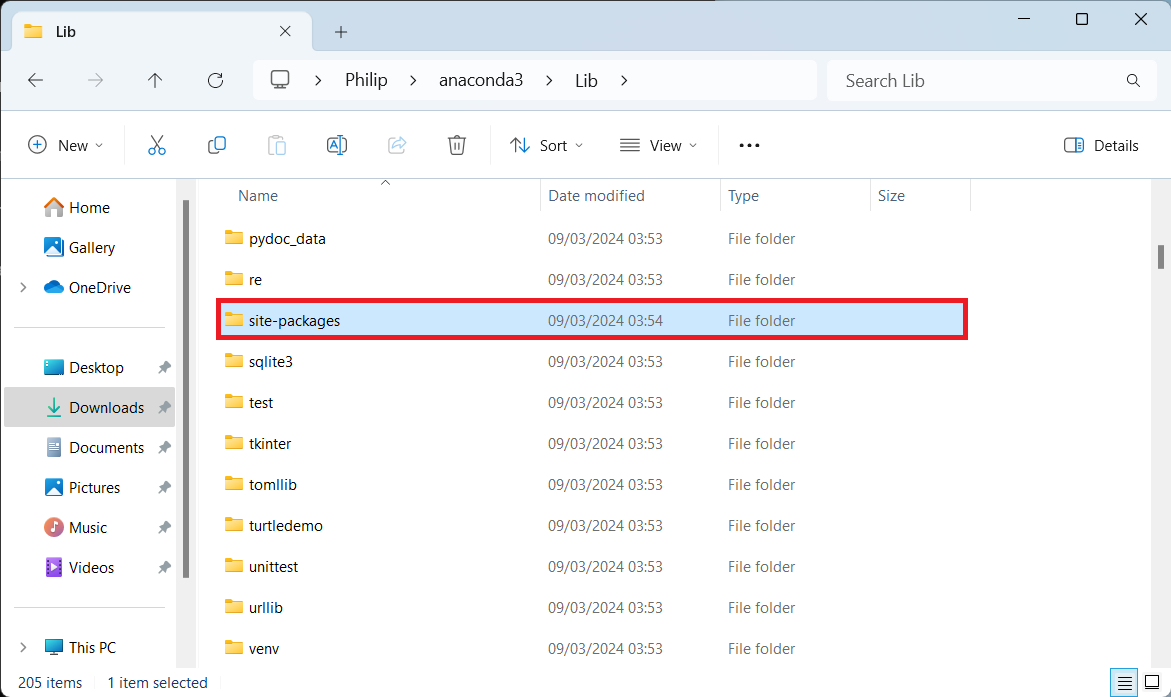 Lib
Philip > anaconda3 > Lib >
Search Lib
New
Sort
View
Details
Home
Gallery
OneDrive
Desktop
Downloads
Documents
Pictures
Music
Videos
This PC
Name Date modified Type Size
pydoc_data 09/03/2024 03:53 File folder
re 09/03/2024 03:53 File folder
site-packages 09/03/2024 03:54 File folder
sqlite3 09/03/2024 03:53 File folder
test 09/03/2024 03:53 File folder
tkinter 09/03/2024 03:53 File folder
tomllib 09/03/2024 03:53 File folder
turtledemo 09/03/2024 03:53 File folder
unittest 09/03/2024 03:53 File folder
urllib 09/03/2024 03:53 File folder
venv 09/03/2024 03:53 File folder
205 items 1 item selected